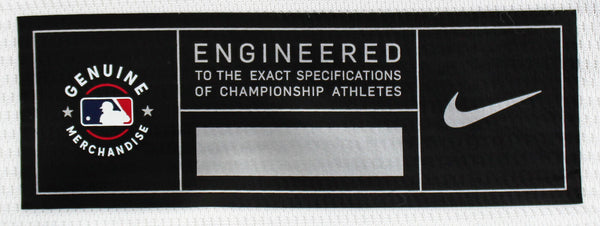 GENUINE
MERCHANDISE
ENGINEERED
TO THE EXACT SPECIFICATIONS
OF CHAMPIONSHIP ATHLETES